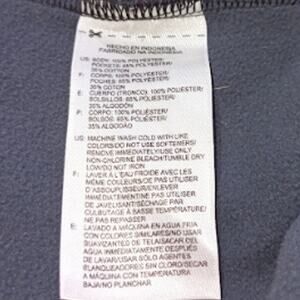 HECHO EN INDONESIA
FABRICADO NA INDONESIA
US: BODY: 100% POLYESTER/
POCKETS: 65% POLYESTER/
35% COTTON
F: CORPS: 100% POLYESTER/
POCHES: 65% POLYESTER/
35% COTON
E: CUERPO (TRONCO): 100% POLIESTER/
BOLSILLOS: 65% POLIESTER/
35% ALGODÓN
P: CORPO: 100% POLIÉSTER/
BOLSOS: 65% POLIÉSTER/
35% ALGODÃO
US: MACHINE WASH COLD WITH LIKE
COLORS/DO NOT USE SOFTENERS/
REMOVE IMMEDIATELY/USE ONLY
NON-CHLORINE BLEACH/TUMBLE DRY
LOW/DO NOT IRON
F: LAVER A L'EAU FROIDE AVEC LES
MÊME COULEURS/NE PAS UTILISER
D'ASSOUPLISSEUR/ENLEVER
IMMÉDIATEMENT/NE PAS UTILISER
DE JAVELISANT/SÉCHAGE PAR
CULBUTAGE À BASSE TEMPÉRATURE/
NE PAS REPASSER
E: LAVADO A MÁQUINA EN AGUA FRIA
CON COLORES SIMILARES/NO USAR
SUAVIZANTES DE TELA/SACAR DEL
AGUA INMEDIATAMENTE DESPUÉS
DE LAVAR/USAR SÓLO AGENTES
BLANQUEADORES SIN CLORO/SECAR
A MÁQUINA CON TEMPERATURA
BAJA/NO PLANCHAR